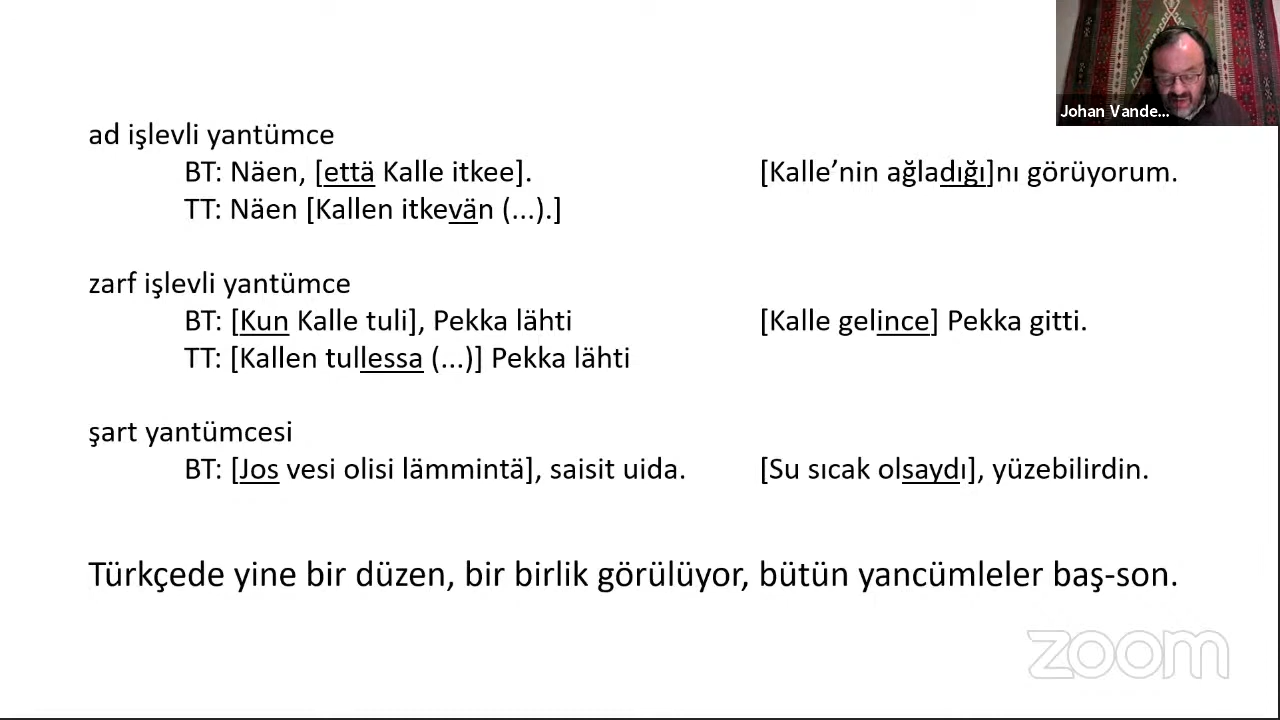 Johan Vande...
ad işlevli yantümce
BT: Näen, [että Kalle itkee]. [Kalle’nin ağladığı]nı görüyorum.
TT: Näen [Kallen itkevän (...).]
zarf işlevli yantümce
BT: [Kun Kalle tuli], Pekka lähti [Kalle gelince] Pekka gitti.
TT: [Kallen tullessa (...)] Pekka lähti
şart yantümcesi
BT: [Jos vesi olisi lämmintä], saisit uida. [Su sıcak olsaydı], yüzebilirdin.
Türkçede yine bir düzen, bir birlik görülüyor, bütün yancümleler baş-son.
zoom